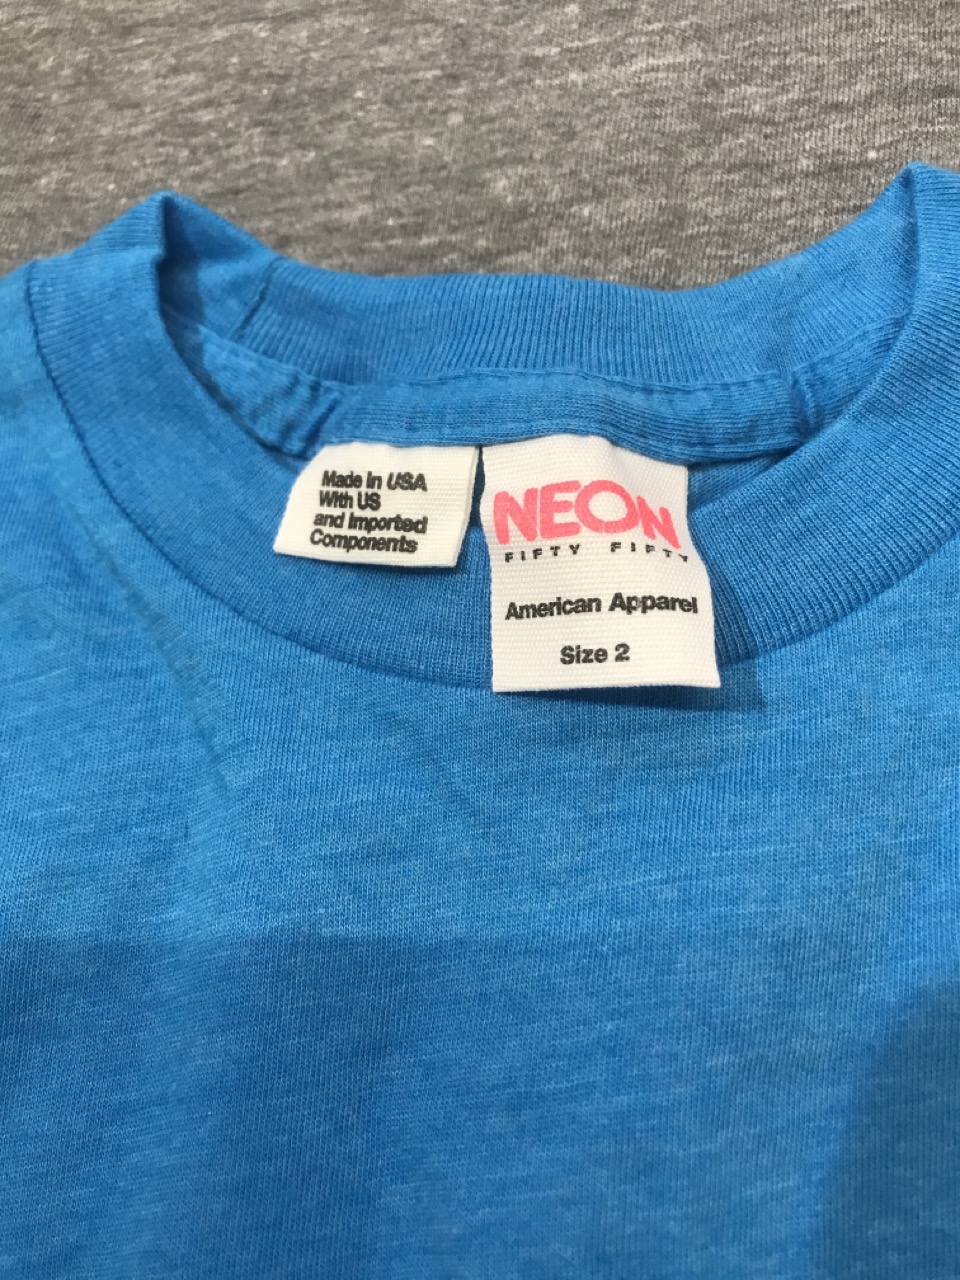 Made In USA
With US
and Imported
Components
NEON
FIFTY FIFTY
American Apparel
Size 2